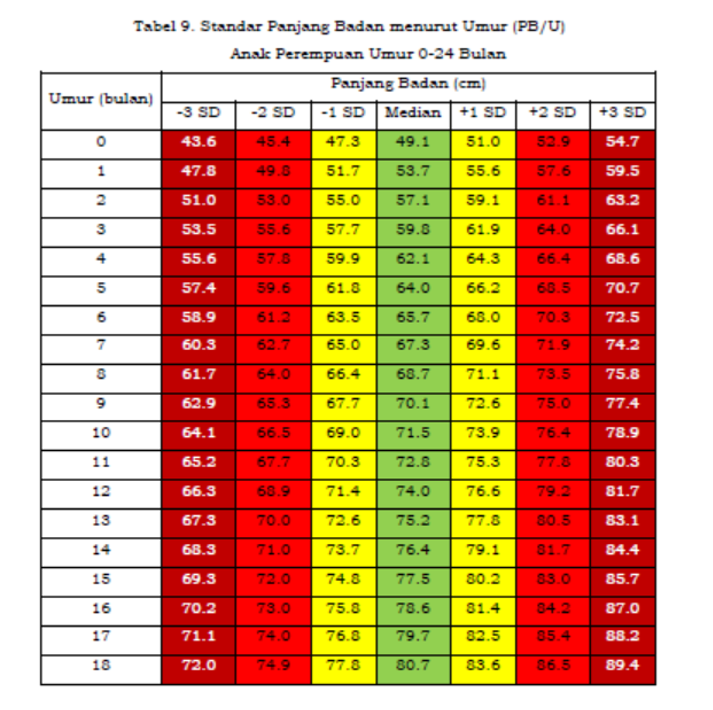 Tabel 9. Standar Panjang Badan menurut Umur (PB/U)
Anak Perempuan Umur 0-24 Bulan
Umur (bulan) Panjang Badan (cm)
-3 SD -2 SD -1 SD Median +1 SD +2 SD +3 SD
0 43.6 45.4 47.3 49.1 51.0 52.9 54.7
1 47.8 49.8 51.7 53.7 55.6 57.6 59.5
2 51.0 53.0 55.0 57.1 59.1 61.1 63.2
3 53.5 55.6 57.7 59.8 61.9 64.0 66.1
4 55.6 57.8 59.9 62.1 64.3 66.4 68.6
5 57.4 59.6 61.8 64.0 66.2 68.5 70.7
6 58.9 61.2 63.5 65.7 68.0 70.3 72.5
7 60.3 62.7 65.0 67.3 69.6 71.9 74.2
8 61.7 64.0 66.4 68.7 71.1 73.5 75.8
9 62.9 65.3 67.7 70.1 72.6 75.0 77.4
10 64.1 66.5 69.0 71.5 73.9 76.4 78.9
11 65.2 67.7 70.3 72.8 75.3 77.8 80.3
12 66.3 68.9 71.4 74.0 76.6 79.2 81.7
13 67.3 70.0 72.6 75.2 77.8 80.5 83.1
14 68.3 71.0 73.7 76.4 79.1 81.7 84.4
15 69.3 72.0 74.8 77.5 80.2 83.0 85.7
16 70.2 73.0 75.8 78.6 81.4 84.2 87.0
17 71.1 74.0 76.8 79.7 82.5 85.4 88.2
18 72.0 74.9 77.8 80.7 83.6 86.5 89.4